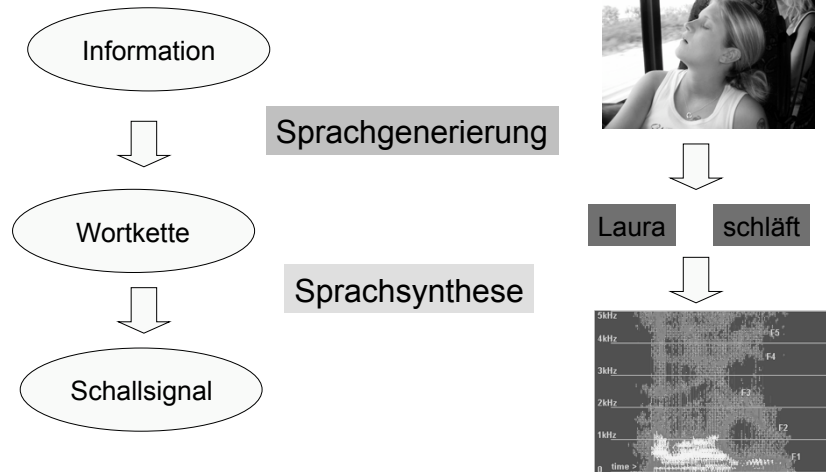 Information
Sprachgenerierung
Wortkette
Laura schläft
Sprachsynthese
Schallsignal
5kHz
F5
4kHz
F4
3kHz
F3
2kHz
F2
1kHz
F1
0 time >